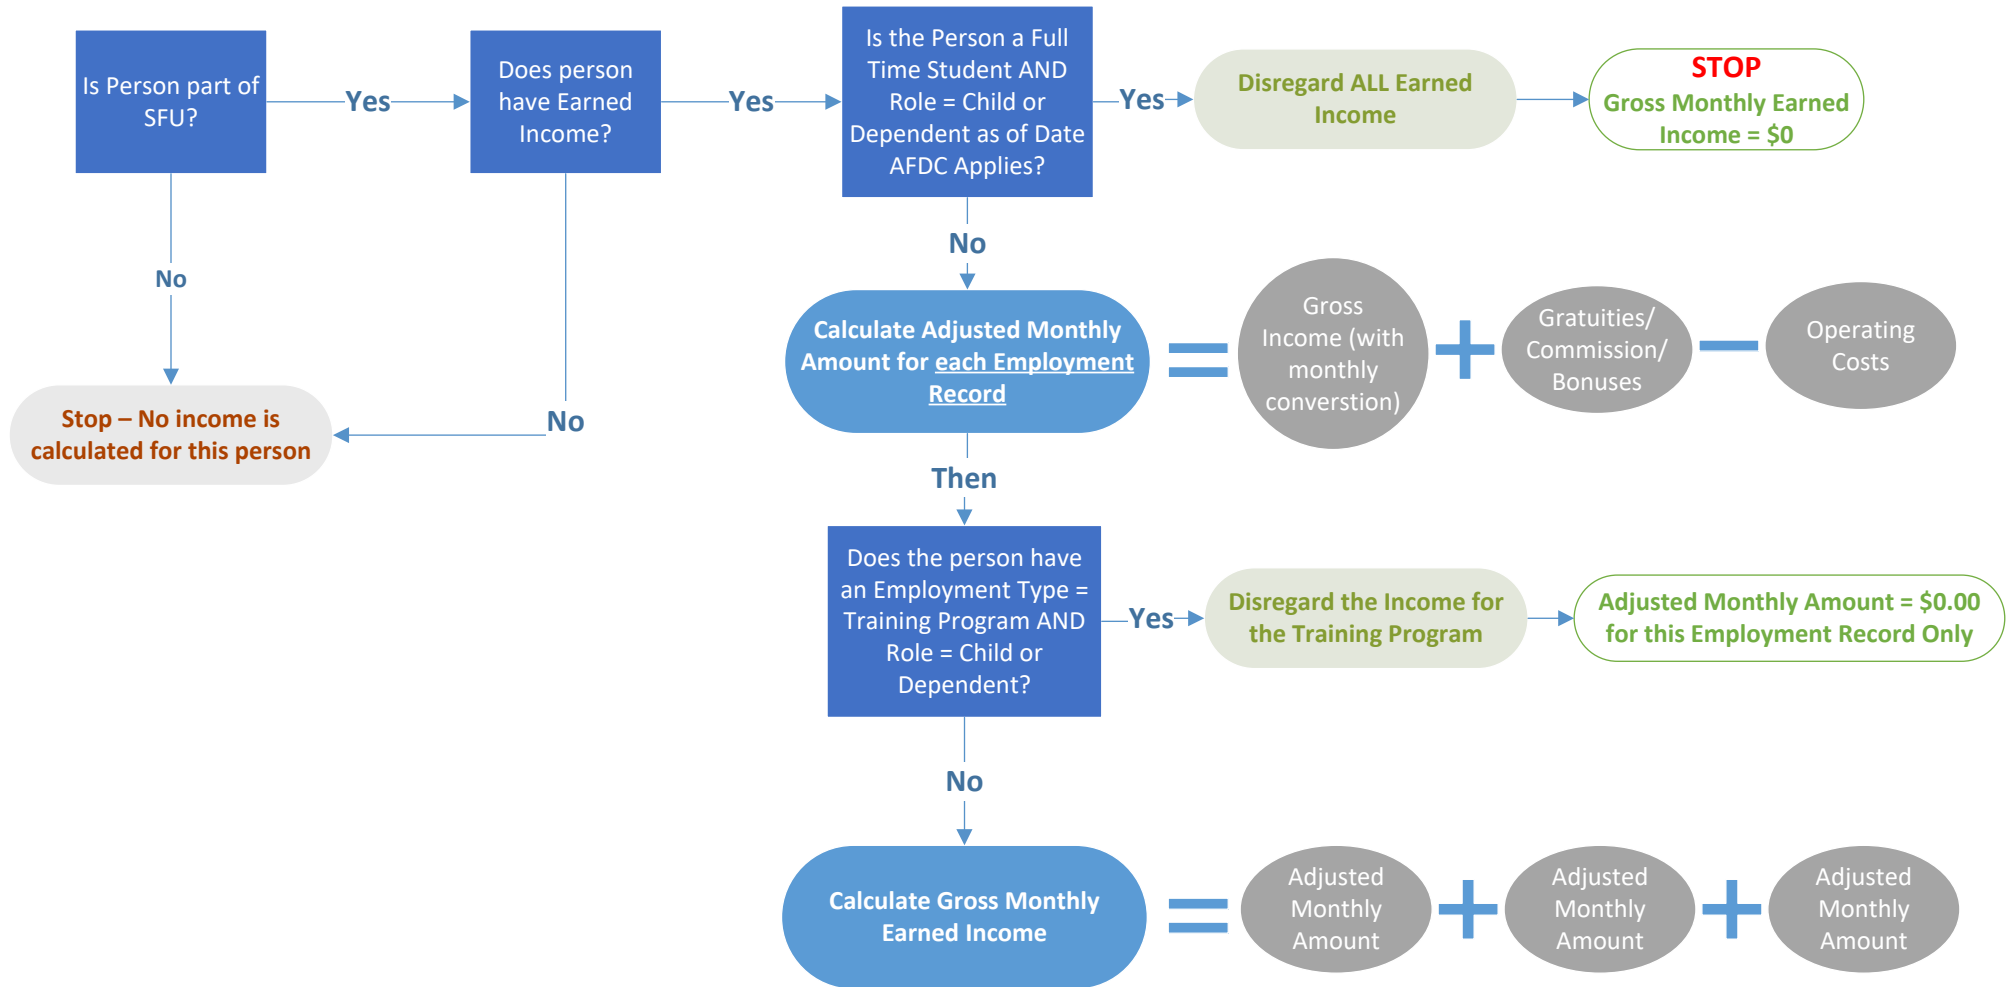 Is Person part of
SFU?
Yes
Does person
have Earned
Income?
Yes
Is the Person a Full
Time Student AND
Role = Child or
Dependent as of Date
AFDC Applies?
Yes
Disregard ALL Earned
Income
STOP
Gross Monthly Earned
Income = $0
No
No
No
Stop – No income is
calculated for this person
Calculate Adjusted Monthly
Amount for each Employment
Record
Gross
Income (with
monthly
converstion)
Gratuities/
Commission/
Bonuses
Operating
Costs
Then
Does the person have
an Employment Type =
Training Program AND
Role = Child or
Dependent?
Yes
Disregard the Income for
the Training Program
Adjusted Monthly Amount = $0.00
for this Employment Record Only
No
Calculate Gross Monthly
Earned Income
Adjusted
Monthly
Amount
Adjusted
Monthly
Amount
Adjusted
Monthly
Amount